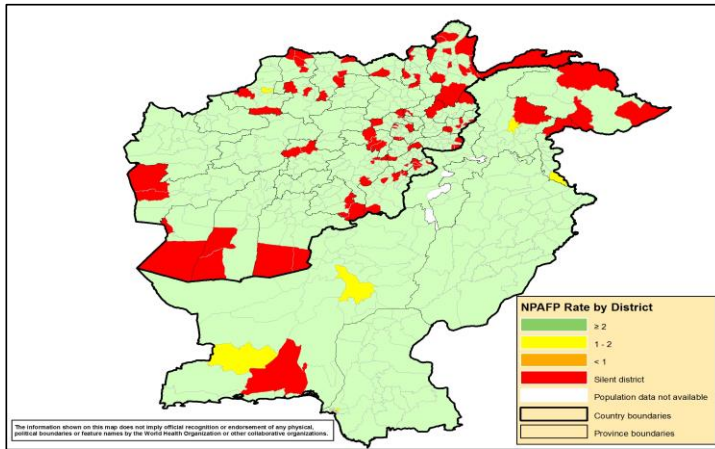 NPAFP Rate by District
≥ 2
1 - 2
< 1
Silent district
Population data not available
Country boundaries
Province boundaries
The information shown on this map does not imply official recognition or endorsement of any physical,
political boundaries or feature names by the World Health Organization or other collaborative organizations.